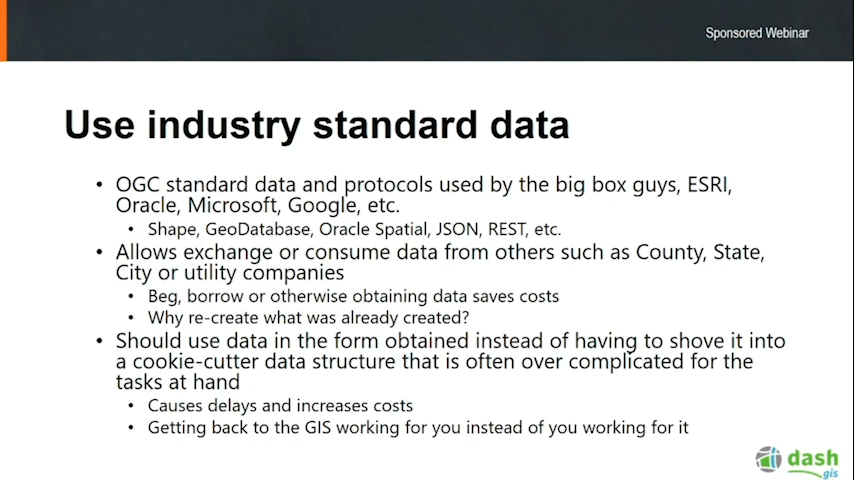 Sponsored Webinar
Use industry standard data
• OGC standard data and protocols used by the big box guys, ESRI,
Oracle, Microsoft, Google, etc.
• Shape, GeoDatabase, Oracle Spatial, JSON, REST, etc.
• Allows exchange or consume data from others such as County, State,
City or utility companies
• Beg, borrow or otherwise obtaining data saves costs
• Why re-create what was already created?
• Should use data in the form obtained instead of having to shove it into
a cookie-cutter data structure that is often over complicated for the
tasks at hand
• Causes delays and increases costs
• Getting back to the GIS working for you instead of you working for it
dash
gis